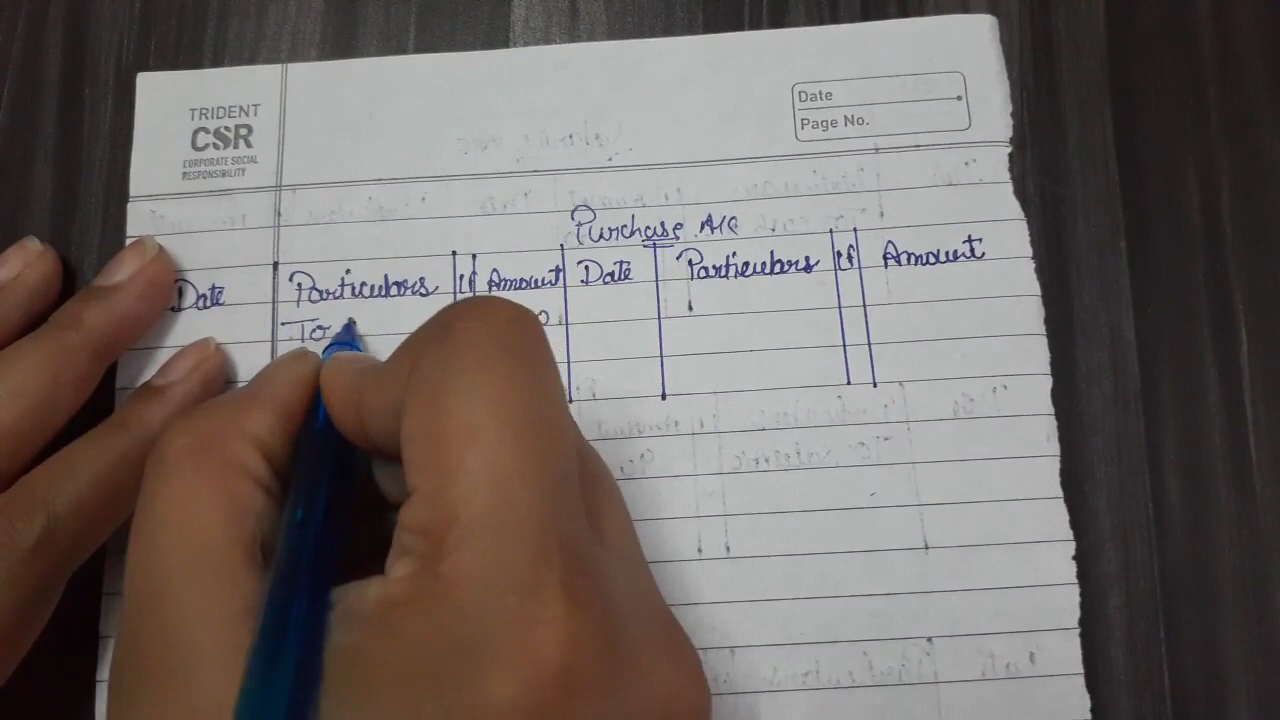 TRIDENT
CSR
CORPORATE SOCIAL
RESPONSIBILITY
Date
Page No.
Purchase A/c
Date Particulars lf Amount Date Particulars lf Amount
To